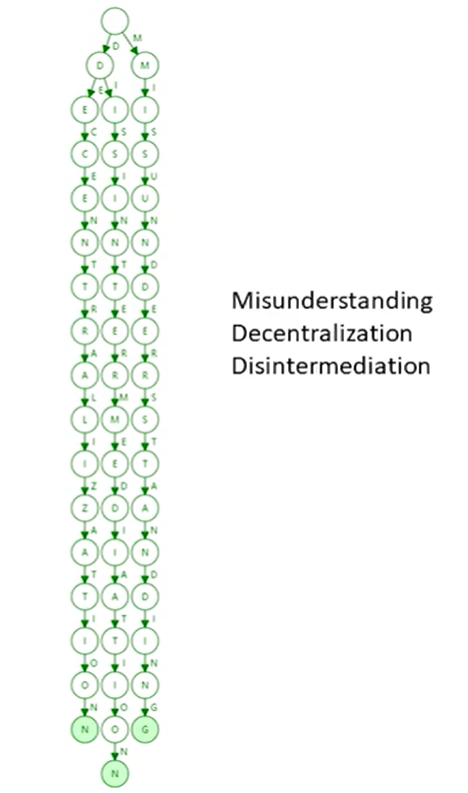 D M
D M
E I I
E I I
C S S
C S S
E I U
E I U
N N N
N N N
T T D
T T D
R E E
R E E
A R R
A R R
L M S
L M S
I E T
I E T
Z D A
Z D A
A I N
A I N
T A D
T A D
I T I
I T I
O I N
O I N
N O G
N O G
N
N
Misunderstanding
Decentralization
Disintermediation